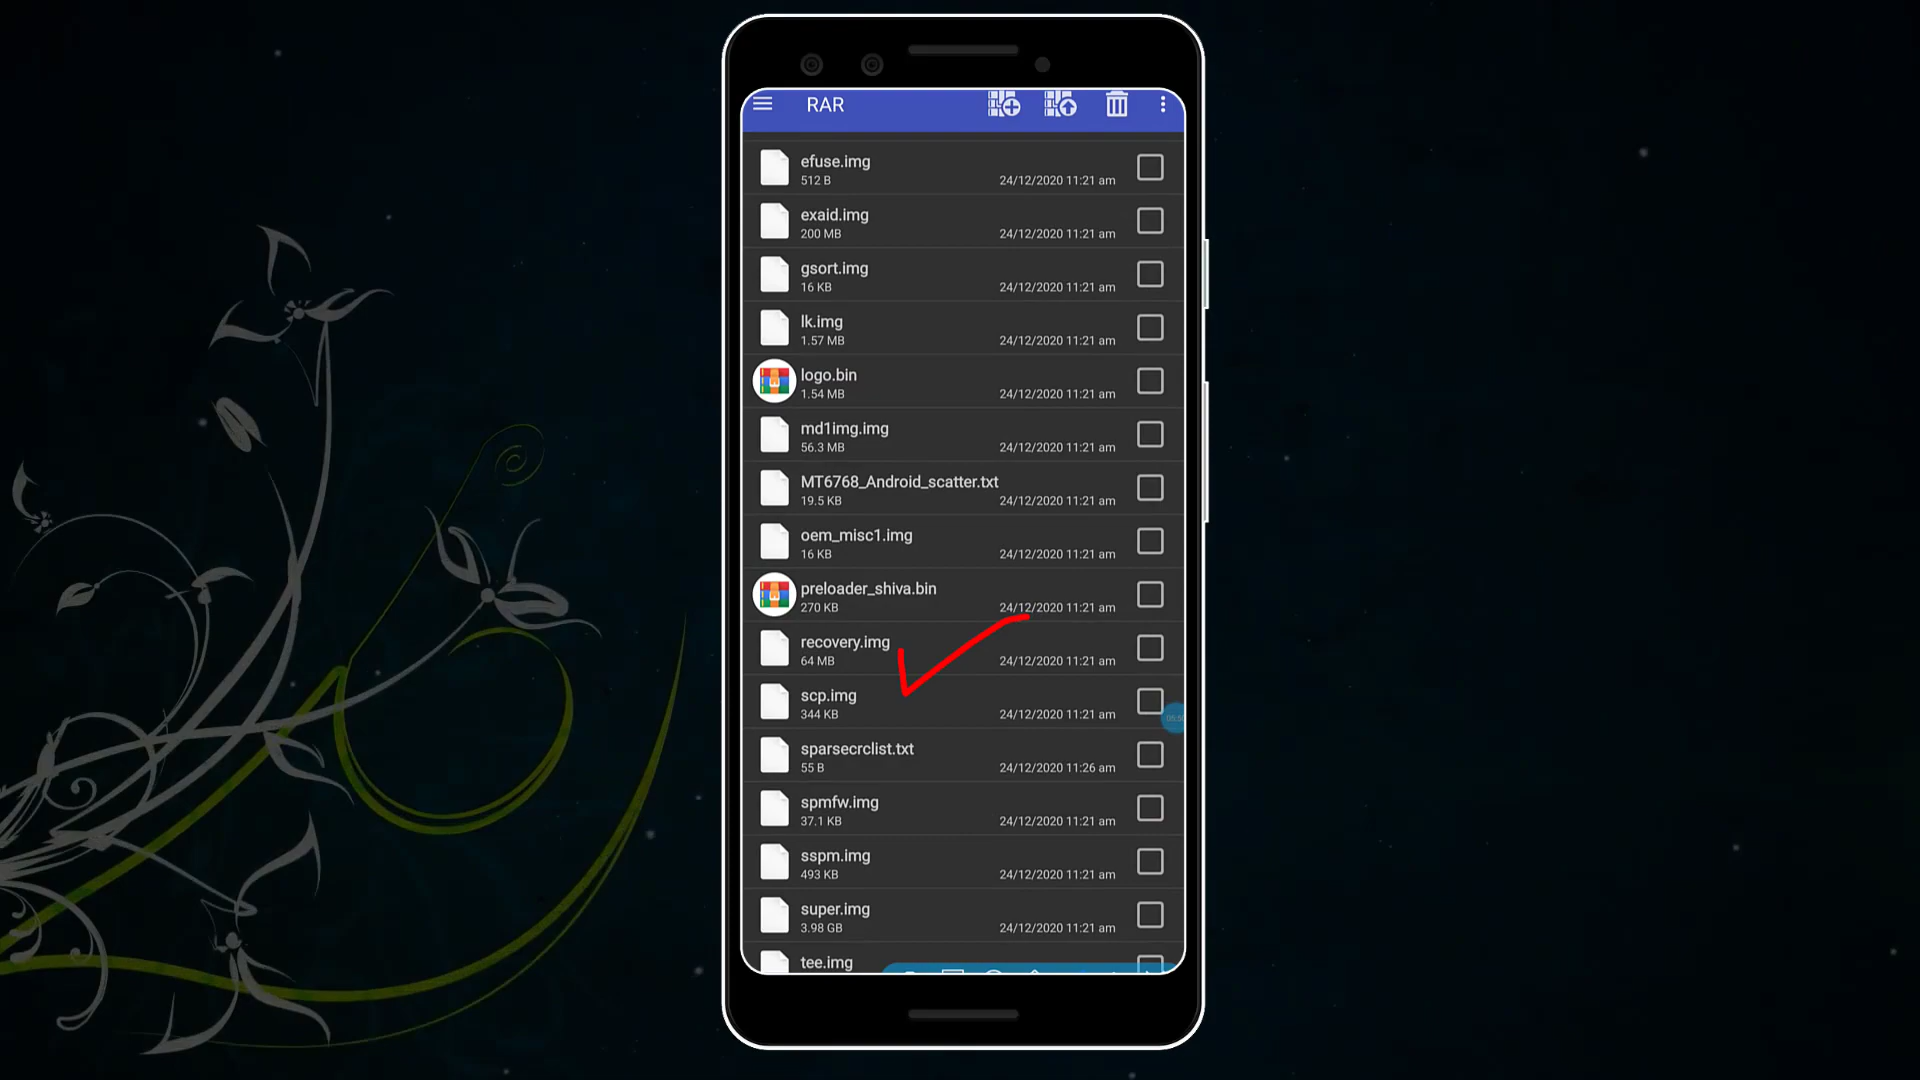 RAR
efuse.img
512 B 24/12/2020 11:21 am
exaid.img
200 MB 24/12/2020 11:21 am
gsort.img
16 KB 24/12/2020 11:21 am
lk.img
1.57 MB 24/12/2020 11:21 am
logo.bin
1.54 MB 24/12/2020 11:21 am
md1img.img
56.3 MB 24/12/2020 11:21 am
MT6768_Android_scatter.txt
19.5 KB 24/12/2020 11:21 am
oem_misc1.img
16 KB 24/12/2020 11:21 am
preloader_shiva.bin
270 KB 24/12/2020 11:21 am
recovery.img
64 MB 24/12/2020 11:21 am
scp.img
344 KB 24/12/2020 11:21 am
sparsecrclist.txt
55 B 24/12/2020 11:26 am
spmfw.img
37.1 KB 24/12/2020 11:21 am
sspm.img
493 KB 24/12/2020 11:21 am
super.img
3.98 GB 24/12/2020 11:21 am
tee.img